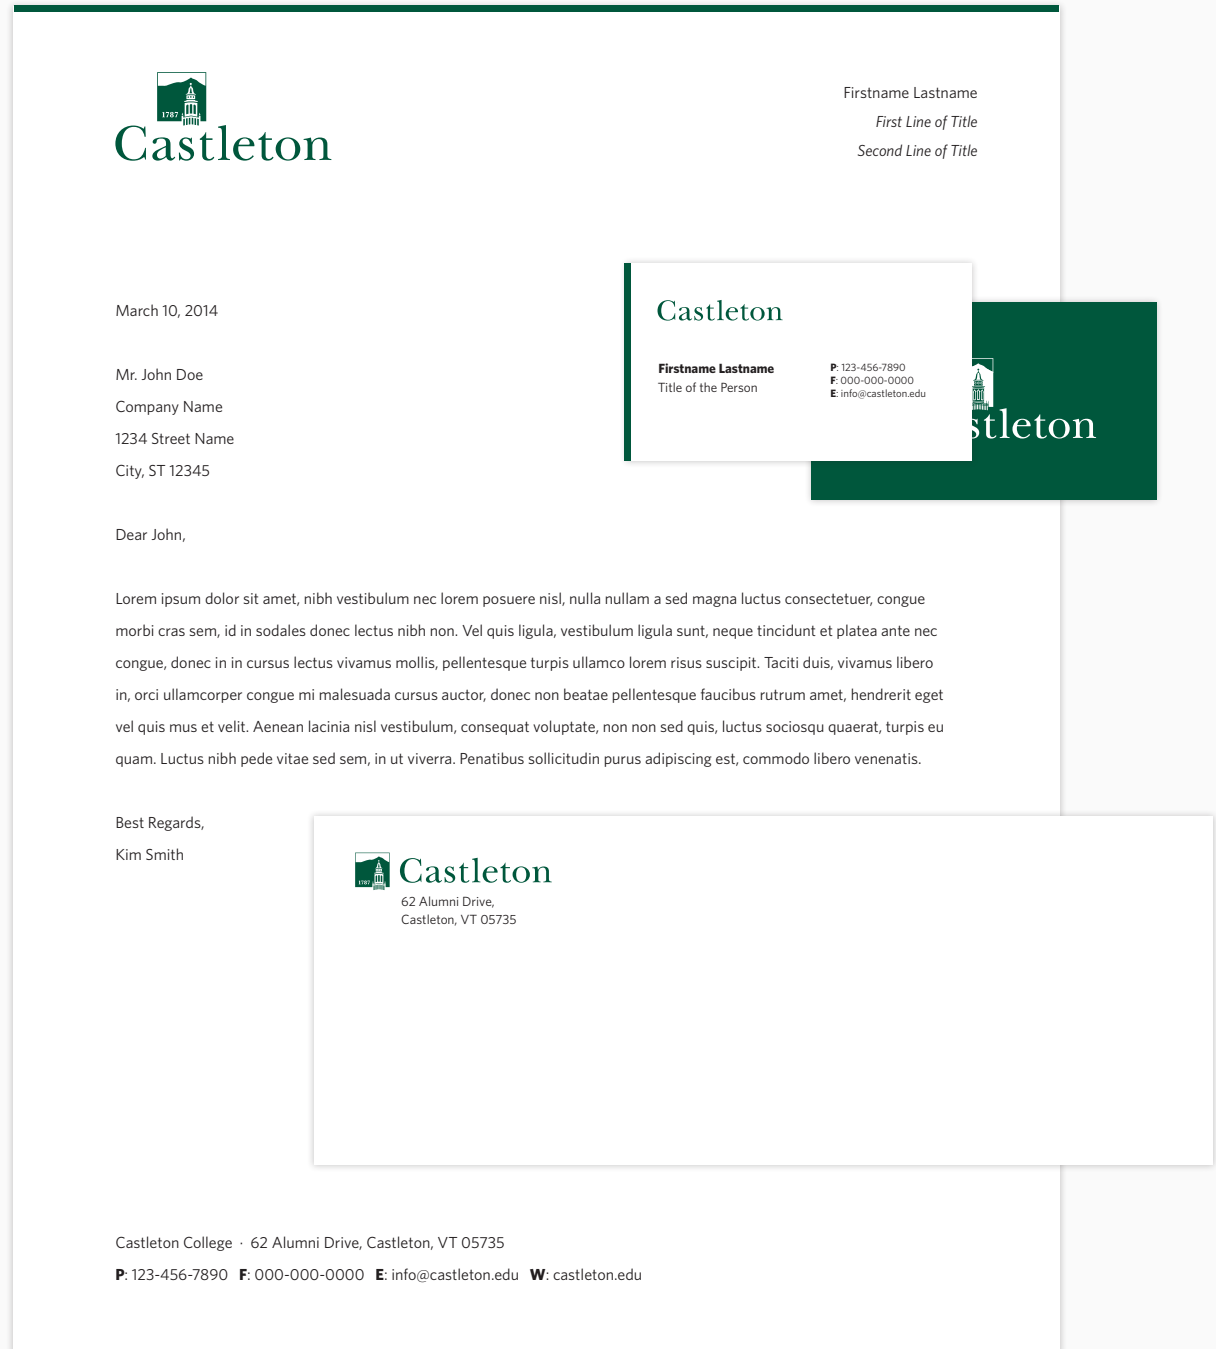 1787
Castleton
Firstname Lastname
First Line of Title
Second Line of Title
Castleton
Firstname Lastname
Title of the Person
P: 123-456-7890
F: 000-000-0000
E: info@castleton.edu
stleton
March 10, 2014
Mr. John Doe
Company Name
1234 Street Name
City, ST 12345
Dear John,
Lorem ipsum dolor sit amet, nibh vestibulum nec lorem posuere nisl, nulla nullam a sed magna luctus consectetuer, congue
morbi cras sem, id in sodales donec lectus nibh non. Vel quis ligula, vestibulum ligula sunt, neque tincidunt et platea ante nec
congue, donec in in cursus lectus vivamus mollis, pellentesque turpis ullamco lorem risus suscipit. Taciti duis, vivamus libero
in, orci ullamcorper congue mi malesuada cursus auctor, donec non beatae pellentesque faucibus rutrum amet, hendrerit eget
vel quis mus et velit. Aenean lacinia nisl vestibulum, consequat voluptate, non non sed quis, luctus sociosqu quaerat, turpis eu
quam. Luctus nibh pede vitae sed sem, in ut viverra. Penatibus sollicitudin purus adipiscing est, commodo libero venenatis.
Best Regards,
Kim Smith
1787
Castleton
62 Alumni Drive,
Castleton, VT 05735
Castleton College · 62 Alumni Drive, Castleton, VT 05735
P: 123-456-7890 F: 000-000-0000 E: info@castleton.edu W: castleton.edu